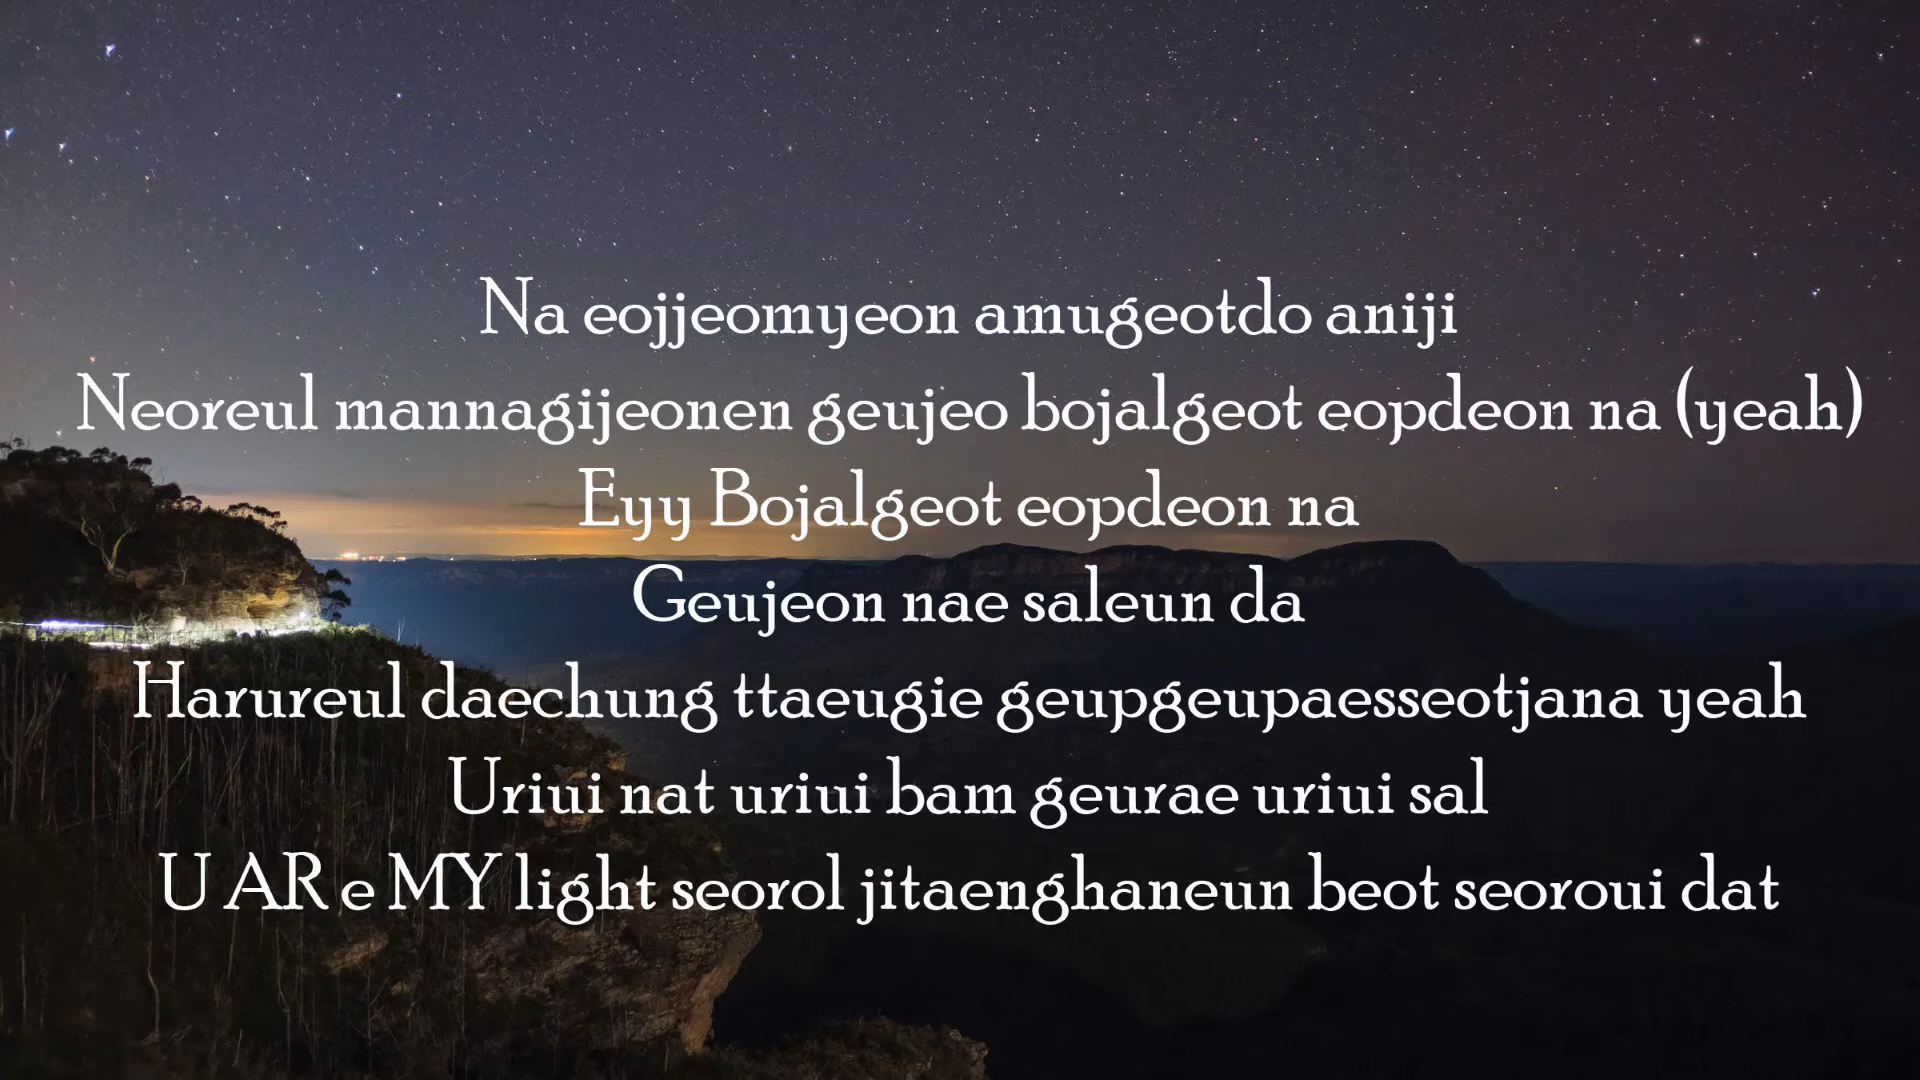 Na eojjeomyeon amugeotdo aniji
Neoreul mannagijeonen geujeo bojalgeot eopdeon na (yeah)
Eyy Bojalgeot eopdeon na
Geujeon nae saleun da
Harureul daechung ttaeugie geupgeupaesseotjana yeah
Uriui nat uriui bam geurae uriui sal
U AR e MY light seorol jitaenghaneun beot seoroui dat